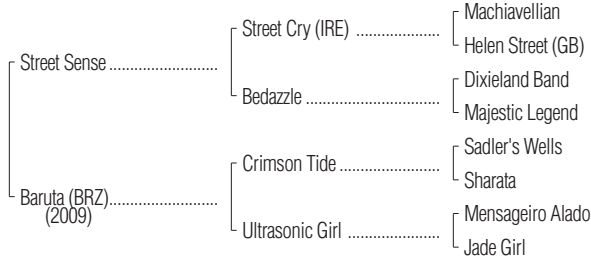 Machiavellian
Street Cry (IRE) ....................
Helen Street (GB)
Street Sense ..........................
Dixieland Band
Bedazzle ................................
Majestic Legend
Sadler's Wells
Crimson Tide ........................
Sharata
Baruta (BRZ)..........................
(2009)
Mensageiro Alado
Ultrasonic Girl ......................
Jade Girl